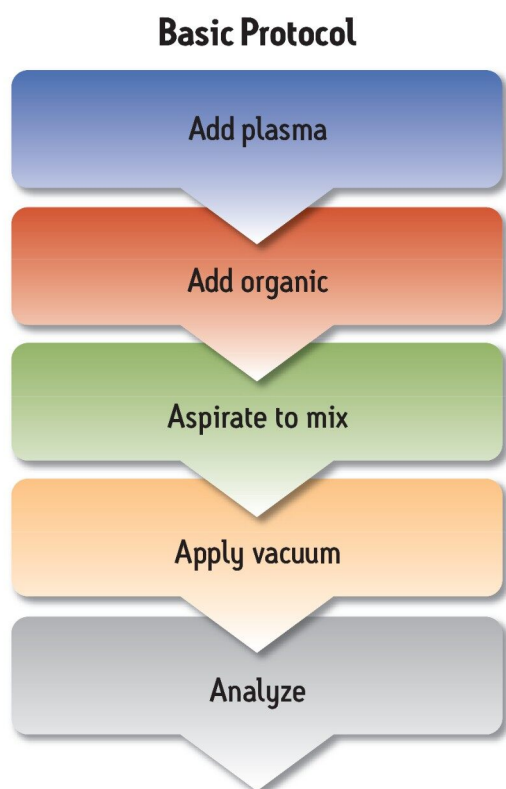 Basic Protocol
Add plasma
Add organic
Aspirate to mix
Apply vacuum
Analyze